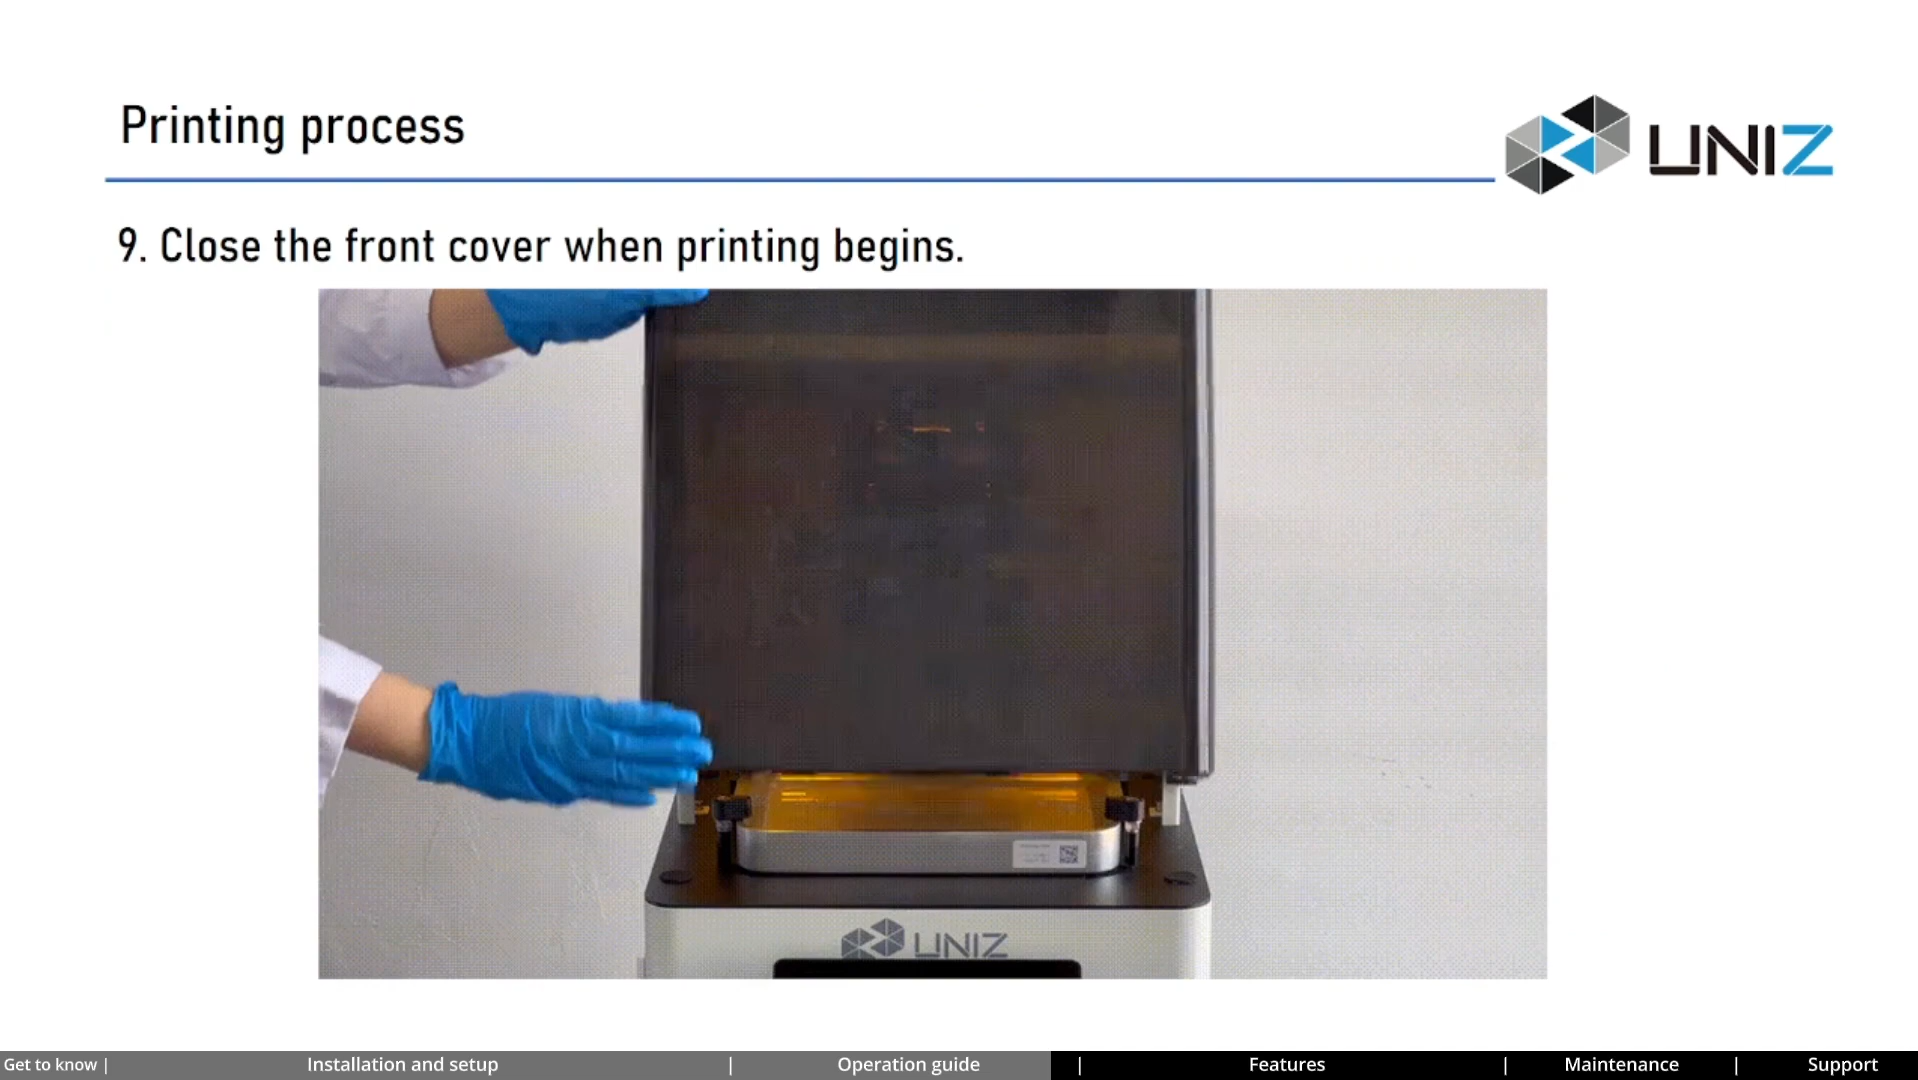 Printing process
UNIZ
9. Close the front cover when printing begins.
UNIZ
Get to know | Installation and setup | Operation guide | Features | Maintenance | Support